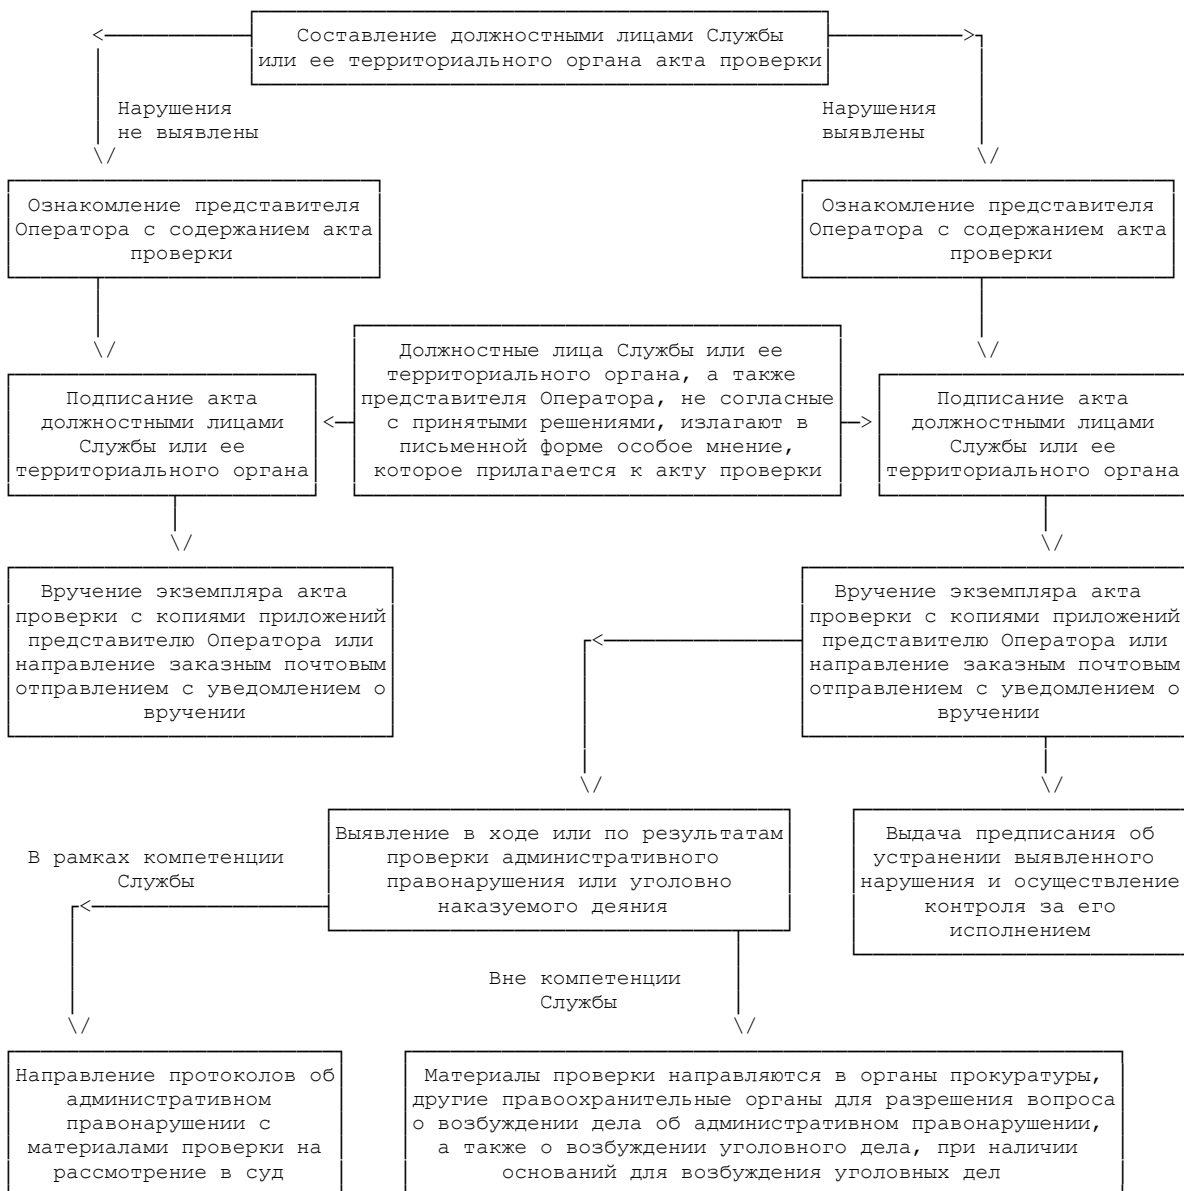 Составление должностными лицами Службы
или ее территориального органа акта проверки
Нарушения
не выявлены
Нарушения
выявлены
Ознакомление представителя
Оператора с содержанием акта
проверки
Ознакомление представителя
Оператора с содержанием акта
проверки
Подписание акта
должностными лицами
Службы или ее
территориального органа
Должностные лица Службы или ее
территориального органа, а также
представителя Оператора, не согласные
с принятыми решениями, излагают в
письменной форме особое мнение,
которое прилагается к акту проверки
Подписание акта
должностными лицами
Службы или ее
территориального органа
Вручение экземпляра акта
проверки с копиями приложений
представителю Оператора или
направление заказным почтовым
отправлением с уведомлением о
вручении
Вручение экземпляра акта
проверки с копиями приложений
представителю Оператора или
направление заказным почтовым
отправлением с уведомлением о
вручении
В рамках компетенции
Службы
Выявление в ходе или по результатам
проверки административного
правонарушения или уголовно
наказуемого деяния
Выдача предписания об
устранении выявленного
нарушения и осуществление
контроля за его
исполнением
Вне компетенции
Службы
Направление протоколов об
административном
правонарушении с
материалами проверки на
рассмотрение в суд
Материалы проверки направляются в органы прокуратуры,
другие правоохранительные органы для разрешения вопроса
о возбуждении дела об административном правонарушении,
а также о возбуждении уголовного дела, при наличии
оснований для возбуждения уголовных дел